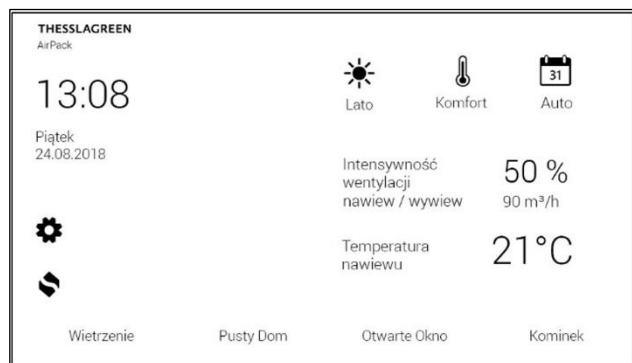 THESSLAGREEN
AirPack
13:08
Piątek
24.08.2018
31
Lato
Komfort
Auto
Intensywność
wentylacji
nawiew / wywiew
50 %
90 m³/h
Temperatura
nawiewu
21°C
Wietrzenie
Pusty Dom
Otwarte Okno
Kominek